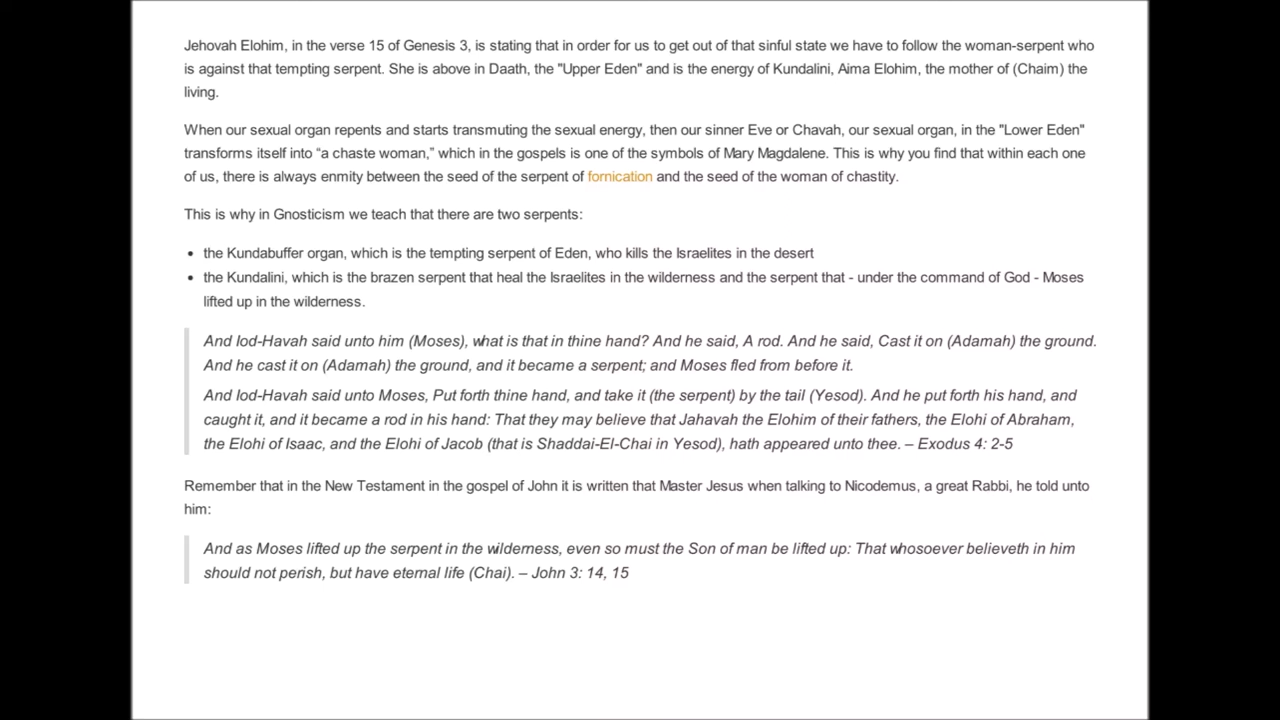 Jehovah Elohim, in the verse 15 of Genesis 3, is stating that in order for us to get out of that sinful state we have to follow the woman-serpent who
is against that tempting serpent. She is above in Daath, the "Upper Eden" and is the energy of Kundalini, Aima Elohim, the mother of (Chaim) the
living.
When our sexual organ repents and starts transmuting the sexual energy, then our sinner Eve or Chavah, our sexual organ, in the "Lower Eden"
transforms itself into “a chaste woman,” which in the gospels is one of the symbols of Mary Magdalene. This is why you find that within each one
of us, there is always enmity between the seed of the serpent of fornication and the seed of the woman of chastity.
This is why in Gnosticism we teach that there are two serpents:
• the Kundabuffer organ, which is the tempting serpent of Eden, who kills the Israelites in the desert
• the Kundalini, which is the brazen serpent that heal the Israelites in the wilderness and the serpent that - under the command of God - Moses
lifted up in the wilderness.
And Iod-Havah said unto him (Moses), what is that in thine hand? And he said, A rod. And he said, Cast it on (Adamah) the ground.
And he cast it on (Adamah) the ground, and it became a serpent; and Moses fled from before it.
And Iod-Havah said unto Moses, Put forth thine hand, and take it (the serpent) by the tail (Yesod). And he put forth his hand, and
caught it, and it became a rod in his hand: That they may believe that Jahavah the Elohim of their fathers, the Elohi of Abraham,
the Elohi of Isaac, and the Elohi of Jacob (that is Shaddai-El-Chai in Yesod), hath appeared unto thee. – Exodus 4: 2-5
Remember that in the New Testament in the gospel of John it is written that Master Jesus when talking to Nicodemus, a great Rabbi, he told unto
him:
And as Moses lifted up the serpent in the wilderness, even so must the Son of man be lifted up: That whosoever believeth in him
should not perish, but have eternal life (Chai). – John 3: 14, 15